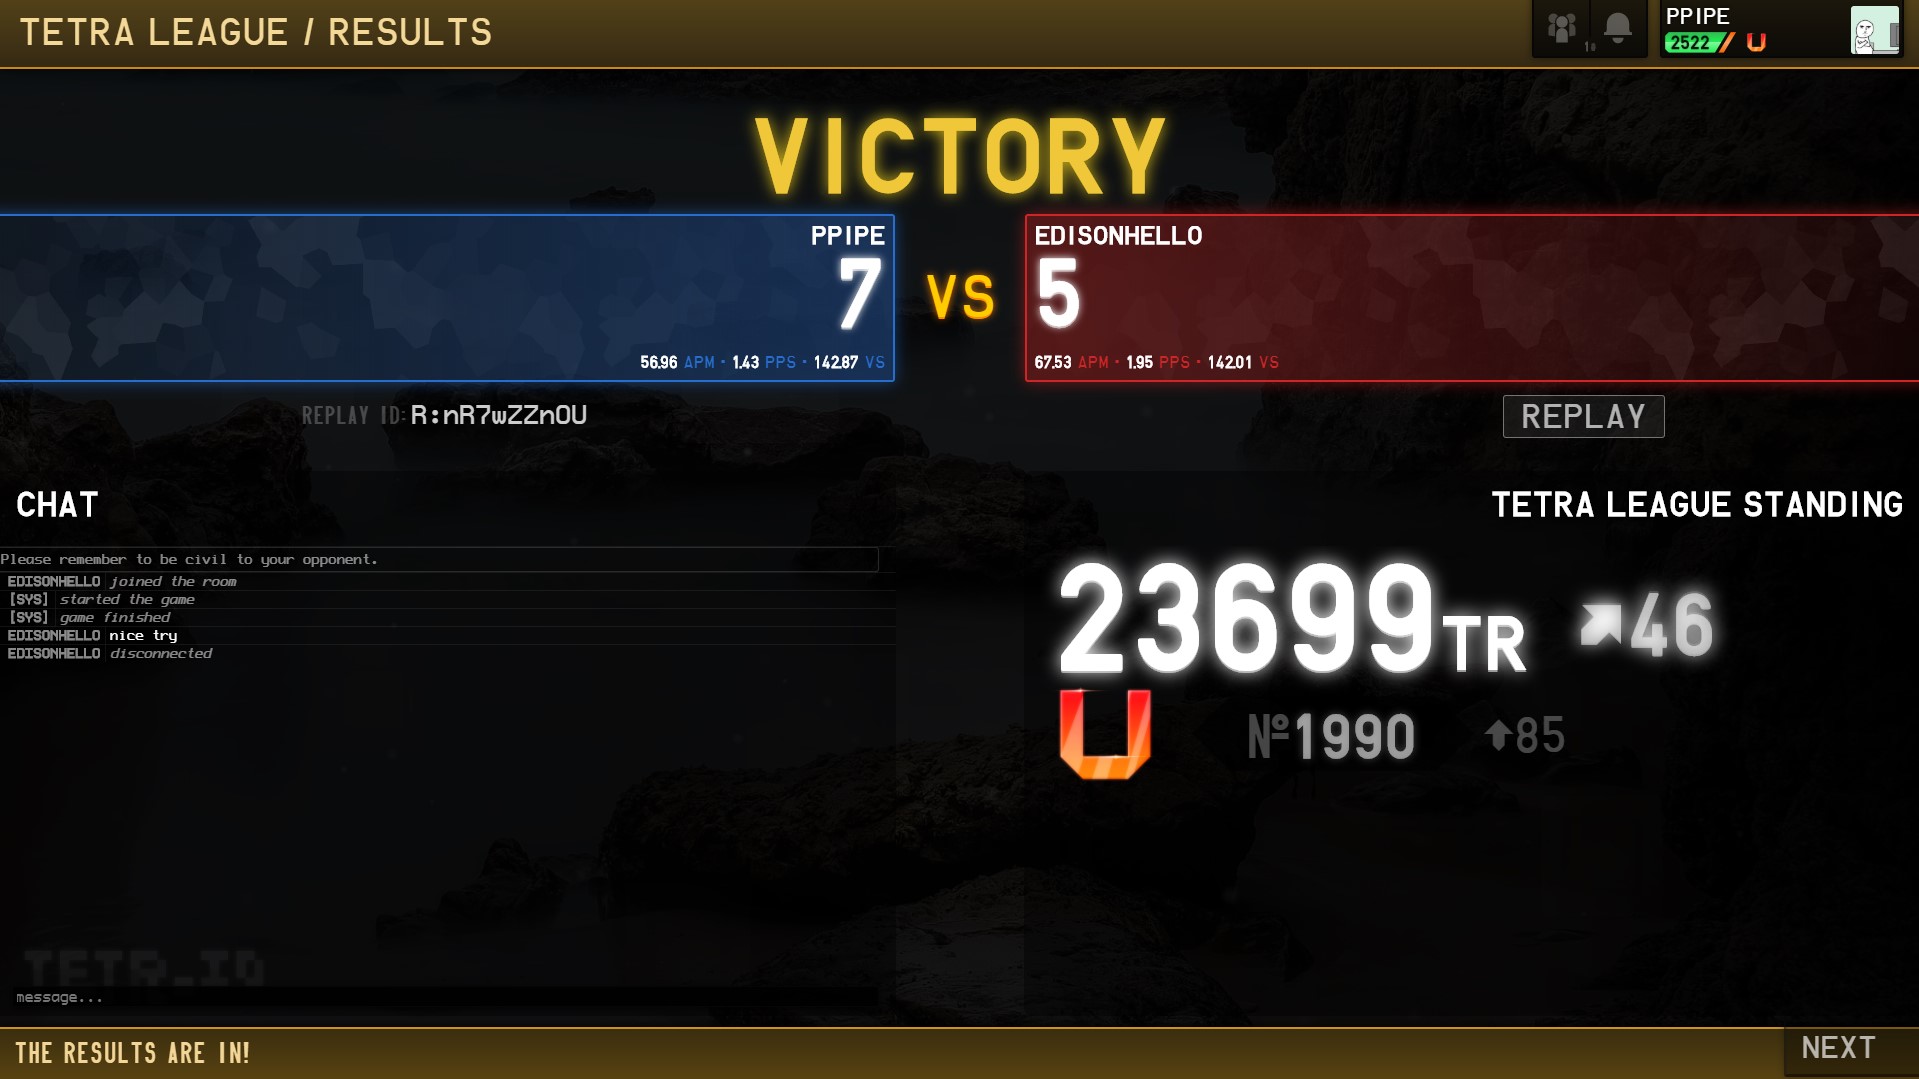 TETRA LEAGUE / RESULTS
PPIPE
2522
VICTORY
PPIPE
7
56.96 APM · 1.43 PPS · 142.87 VS
VS
EDISONHELLO
5
67.53 APM · 1.95 PPS · 142.01 VS
REPLAY ID: R:nR7wZZnOU
REPLAY
CHAT
Please remember to be civil to your opponent.
EDISONHELLO joined the room
[SYS] started the game
[SYS] game finished
EDISONHELLO nice try
EDISONHELLO disconnected
TETR.IO
message...
TETRA LEAGUE STANDING
23699TR
46
U
Nº1990
85
THE RESULTS ARE IN!
NEXT